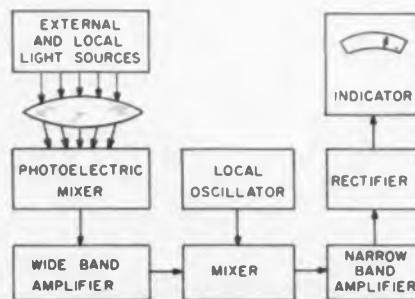 EXTERNAL
AND LOCAL
LIGHT SOURCES
INDICATOR
PHOTOELECTRIC
MIXER
LOCAL
OSCILLATOR
RECTIFIER
WIDE BAND
AMPLIFIER
MIXER
NARROW
BAND
AMPLIFIER